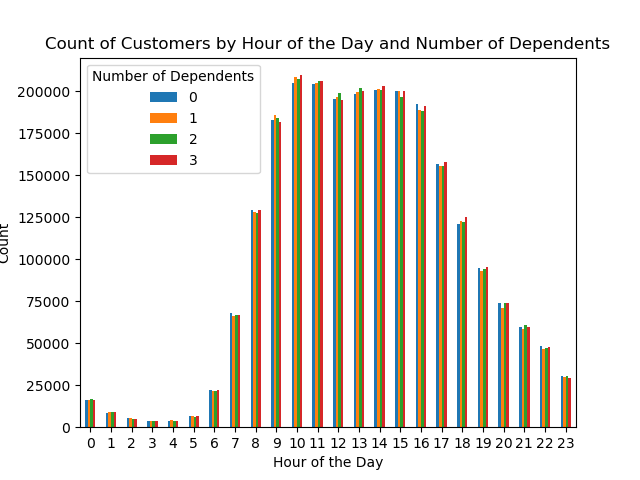 Count of Customers by Hour of the Day and Number of Dependents
Number of Dependents
0
1
2
3
200000
175000
150000
125000
100000
75000
50000
25000
0
Count
0 1 2 3 4 5 6 7 8 9 10 11 12 13 14 15 16 17 18 19 20 21 22 23
Hour of the Day